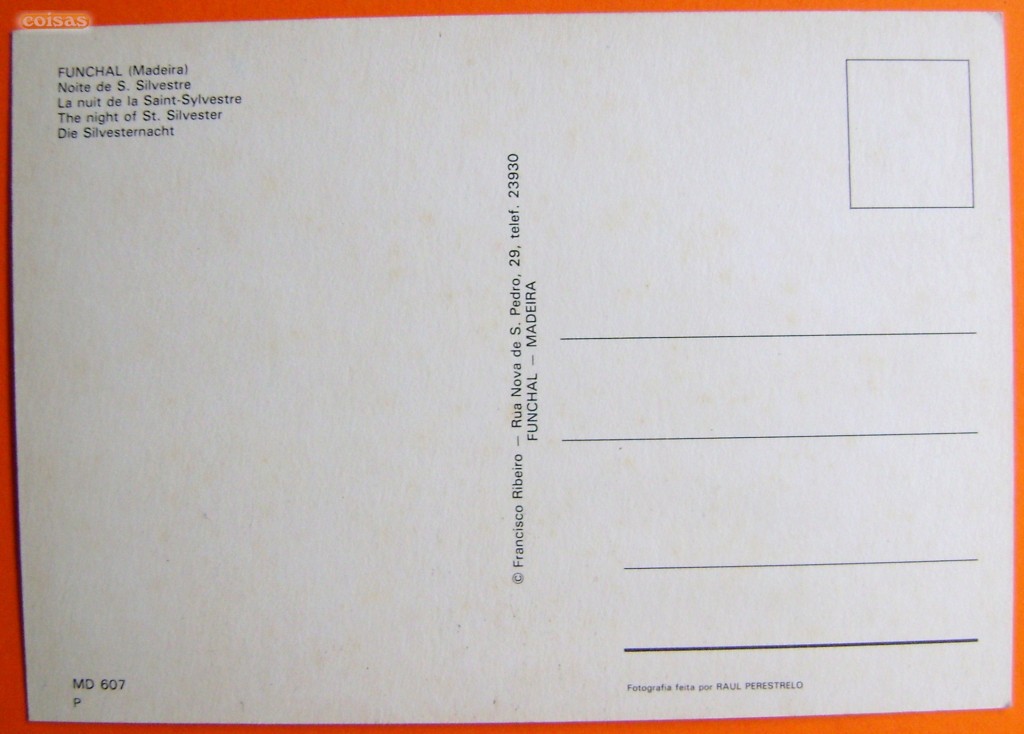 coisas
FUNCHAL (Madeira)
Noite de S. Silvestre
La nuit de la Saint-Sylvestre
The night of St. Silvester
Die Silvesternacht
© Francisco Ribeiro — Rua Nova de S. Pedro, 29, telef. 23930
FUNCHAL — MADEIRA
MD 607
P
Fotografia feita por RAUL PERESTRELO